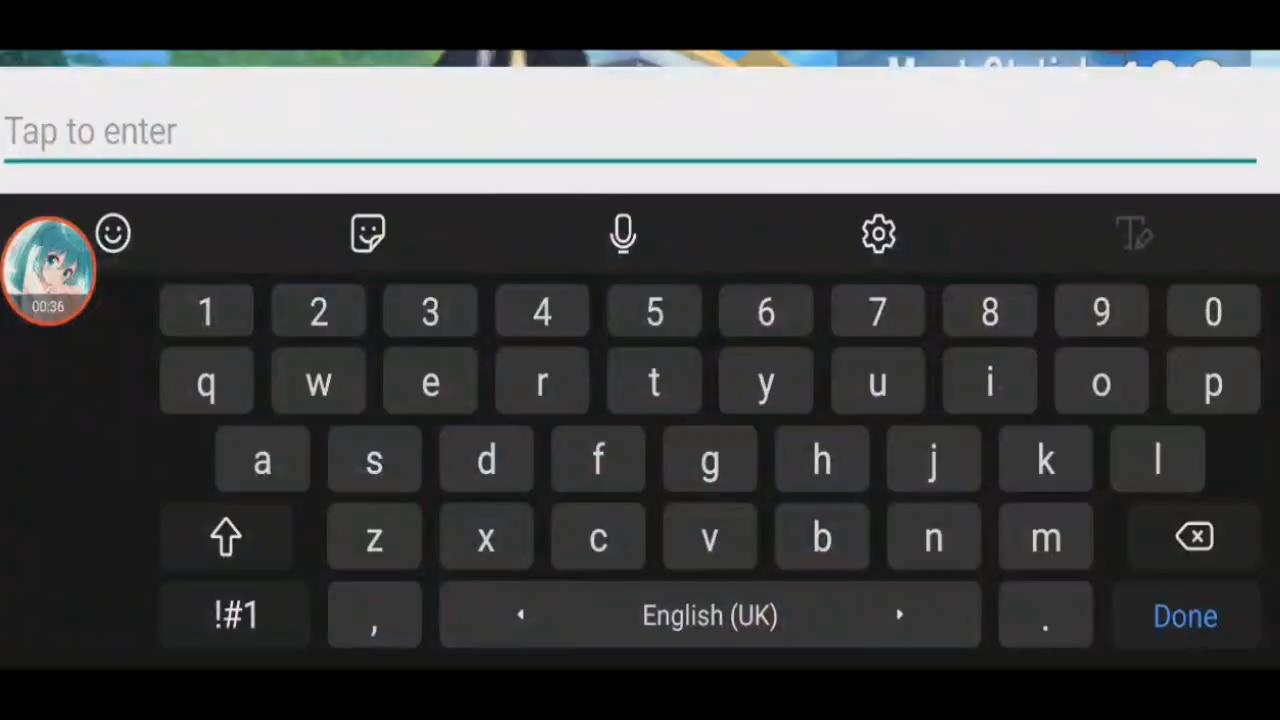 Tap to enter
00:36
1 2 3 4 5 6 7 8 9 0
q w e r t y u i o p
a s d f g h j k l
z x c v b n m
!#1 , English (UK) . Done